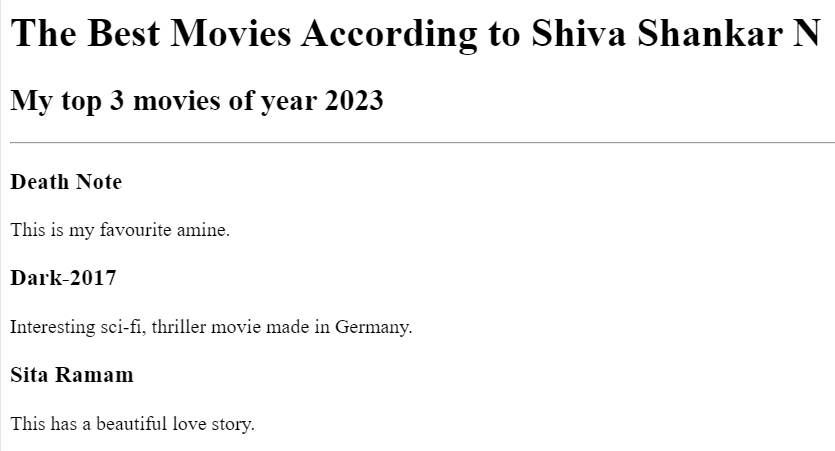 The Best Movies According to Shiva Shankar N
My top 3 movies of year 2023
Death Note
This is my favourite amine.
Dark-2017
Interesting sci-fi, thriller movie made in Germany.
Sita Ramam
This has a beautiful love story.